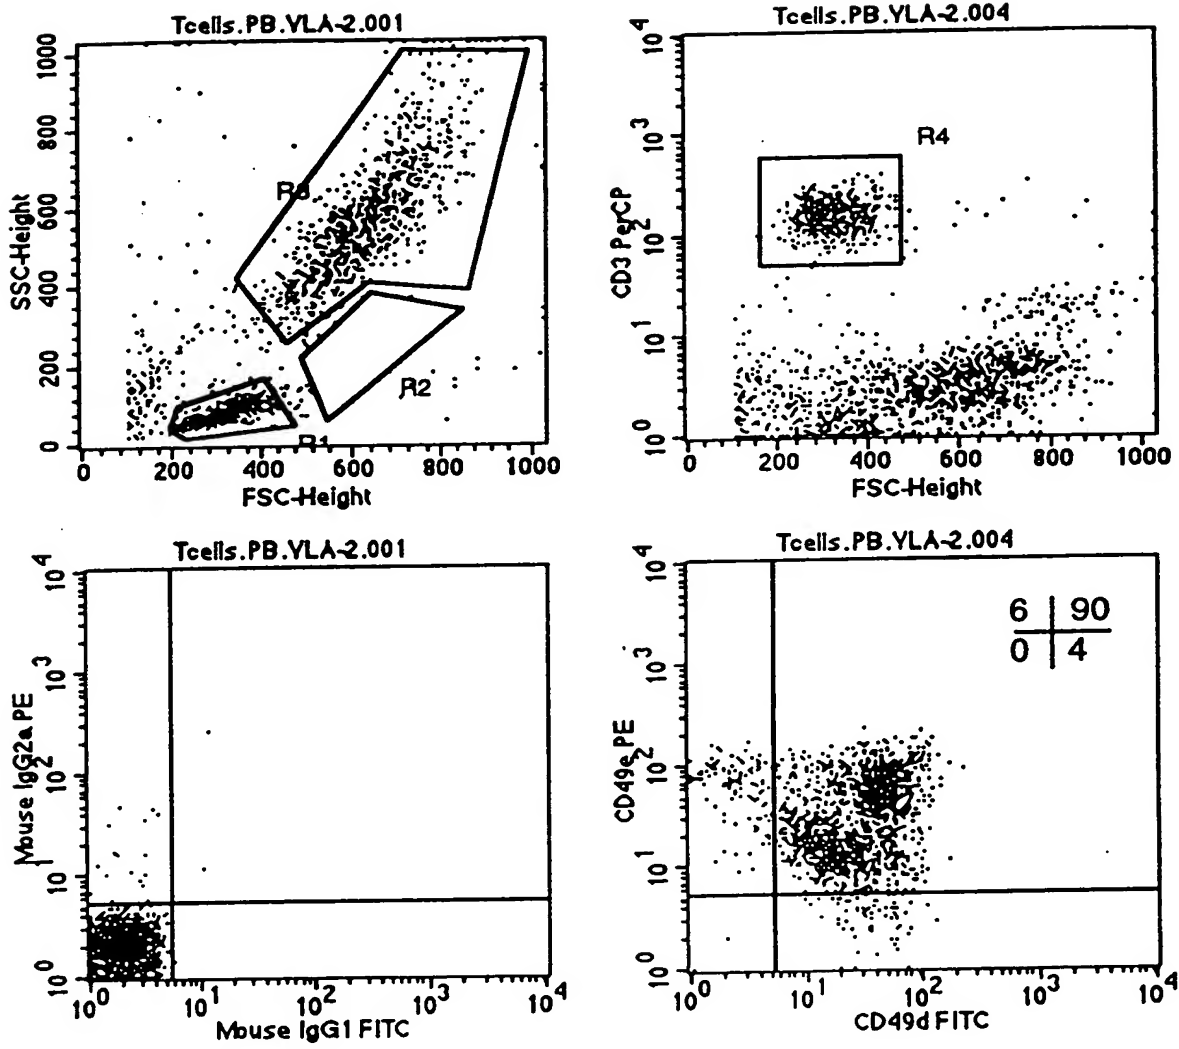 Tcells.PB.VLA-2.001
1000
800
600
400
200
0
SSC-Height
R3
R2
R1
0 200 400 600 800 1000
FSC-Height
Tcells.PB.VLA-2.004
10^4
10^3
10^2
10^1
10^0
CD3 PerCP
R4
0 200 400 600 800 1000
FSC-Height
Tcells.PB.VLA-2.001
10^4
10^3
10^2
10^1
10^0
Mouse IgG2a PE
10^0 10^1 10^2 10^3 10^4
Mouse IgG1 FITC
Tcells.PB.VLA-2.004
10^4
10^3
10^2
10^1
10^0
CD49e PE
6 90
0 4
10^0 10^1 10^2 10^3 10^4
CD49d FITC